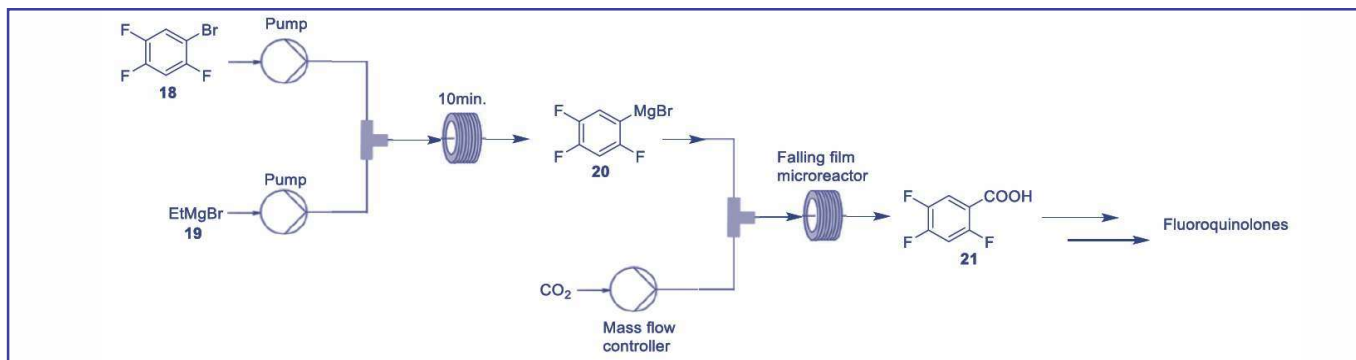 F
Br
F
F
18
Pump
EtMgBr
19
Pump
10min.
F
MgBr
F
F
20
CO₂
Mass flow
controller
Falling film
microreactor
F
COOH
F
F
21
Fluoroquinolones